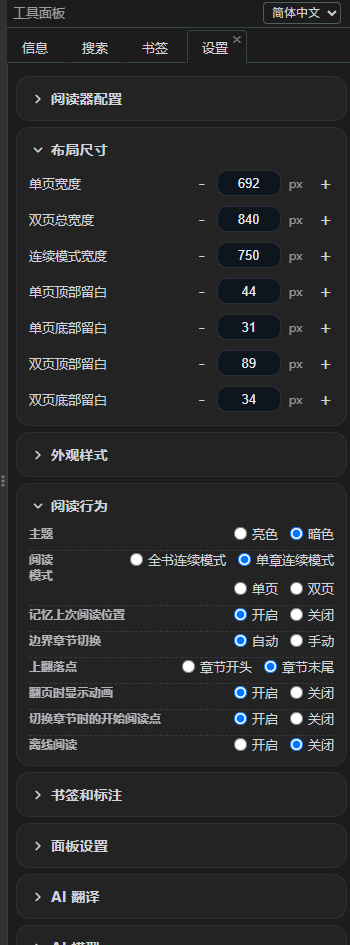 工具面板 简体中文
信息 搜索 书签 设置
阅读器配置
布局尺寸
单页宽度 - 692 px +
双页总宽度 - 840 px +
连续模式宽度 - 750 px +
单页顶部留白 - 44 px +
单页底部留白 - 31 px +
双页顶部留白 - 89 px +
双页底部留白 - 34 px +
外观样式
阅读行为
主题 亮色 暗色
阅读 全书连续模式 单章连续模式
模式
单页 双页
记忆上次阅读位置 开启 关闭
边界章节切换 自动 手动
上翻落点 章节开头 章节末尾
翻页时显示动画 开启 关闭
切换章节时的开始阅读点 开启 关闭
离线阅读 开启 关闭
书签和标注
面板设置
AI 翻译
AI 模型